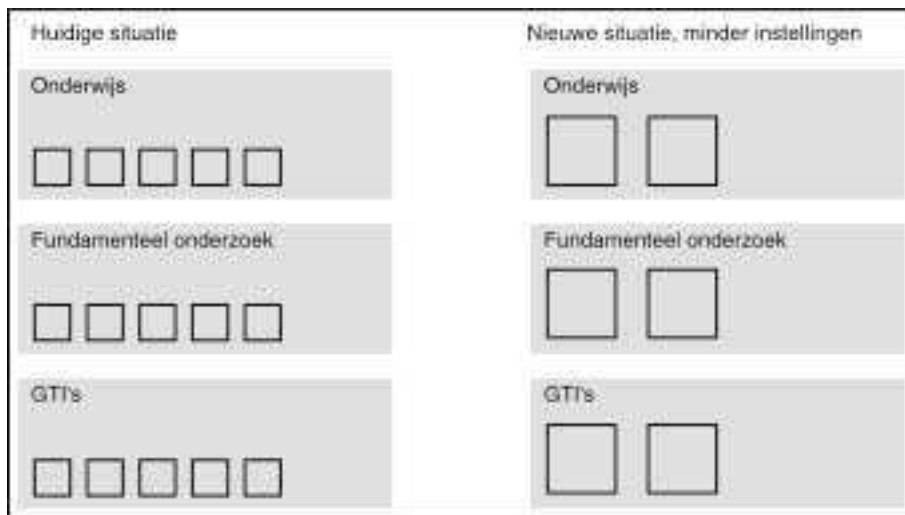 Huidige situatie
Nieuwe situatie, minder instellingen
Onderwijs
Onderwijs
Fundamenteel onderzoek
Fundamenteel onderzoek
GTI's
GTI's